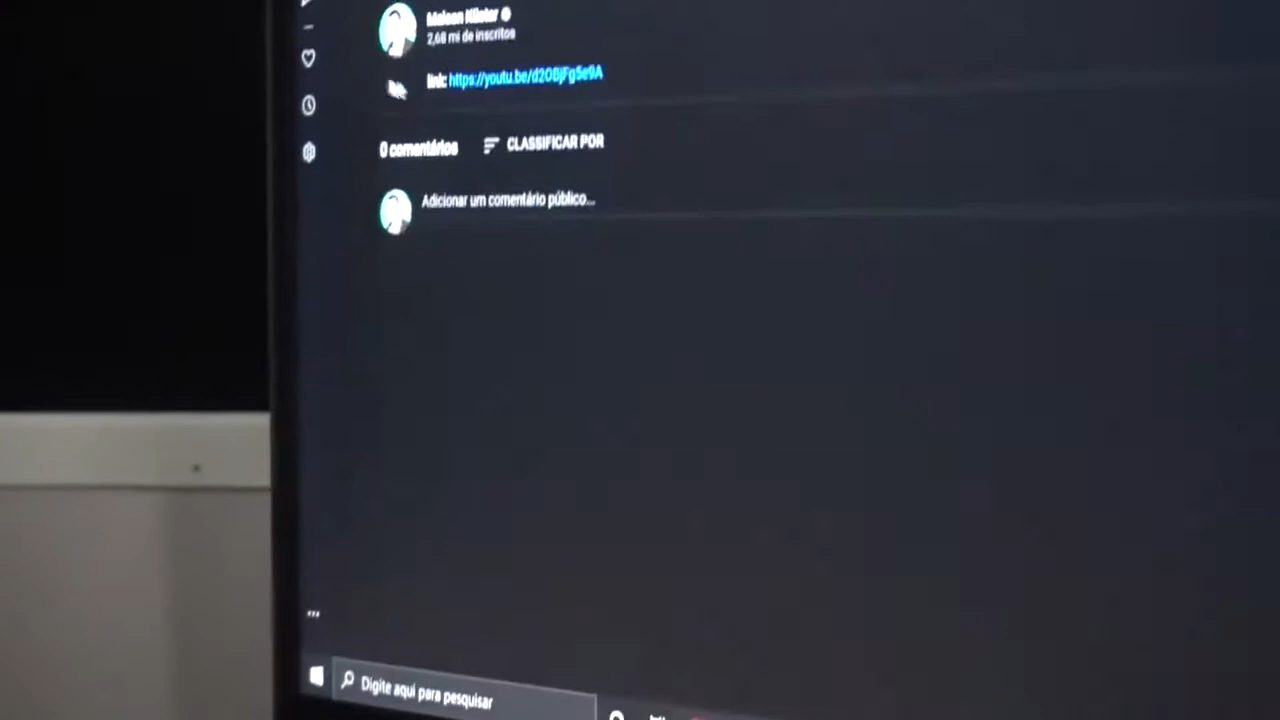 2,68 mi de inscritos
link: https://youtu.be/d2OBjFg5e9A
0 comentários
CLASSIFICAR POR
Adicionar um comentário público...
Digite aqui para pesquisar